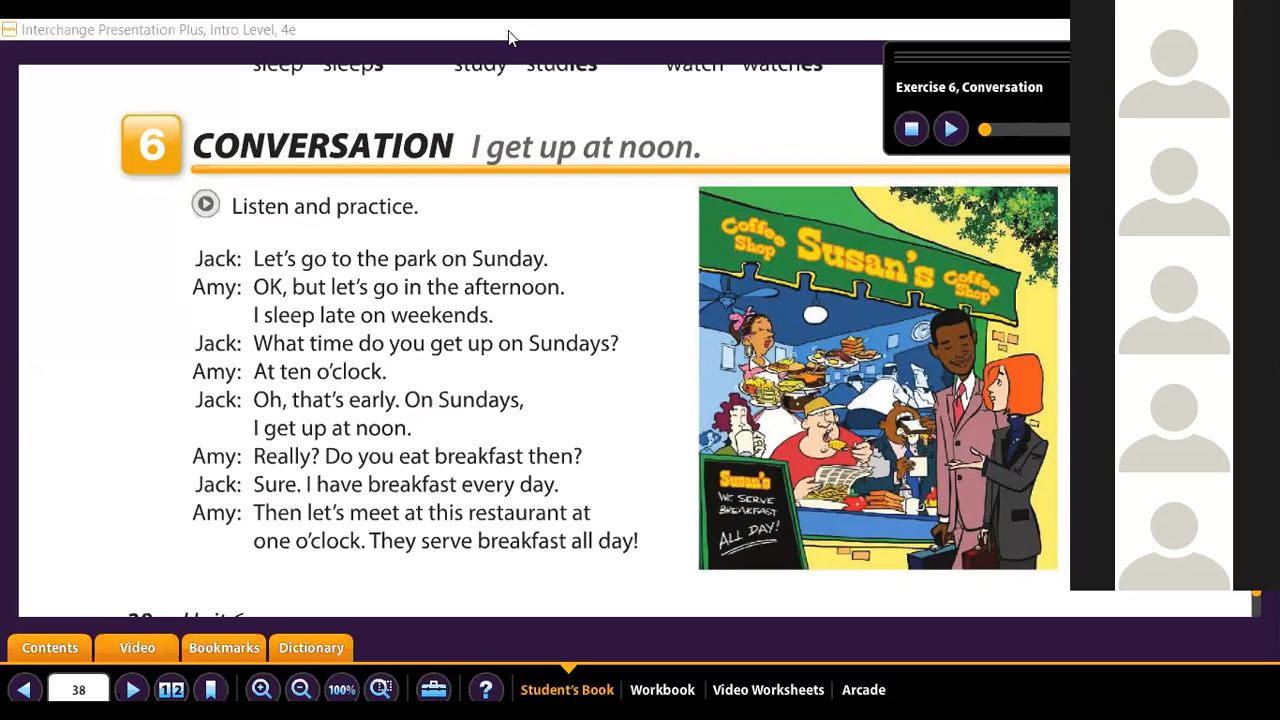 Interchange Presentation Plus, Intro Level, 4e
sleep sleeps study studies watch watches
Exercise 6, Conversation
6 CONVERSATION I get up at noon.
Listen and practice.
Jack: Let's go to the park on Sunday.
Amy: OK, but let's go in the afternoon.
I sleep late on weekends.
Jack: What time do you get up on Sundays?
Amy: At ten o'clock.
Jack: Oh, that's early. On Sundays,
I get up at noon.
Amy: Really? Do you eat breakfast then?
Jack: Sure. I have breakfast every day.
Amy: Then let's meet at this restaurant at
one o'clock. They serve breakfast all day!
Coffee Shop Susan's Coffee Shop
Susan's
WE SERVE
BREAKFAST
ALL DAY!
38 Unit 6
Contents Video Bookmarks Dictionary
38 12 100% ? Student's Book Workbook Video Worksheets Arcade